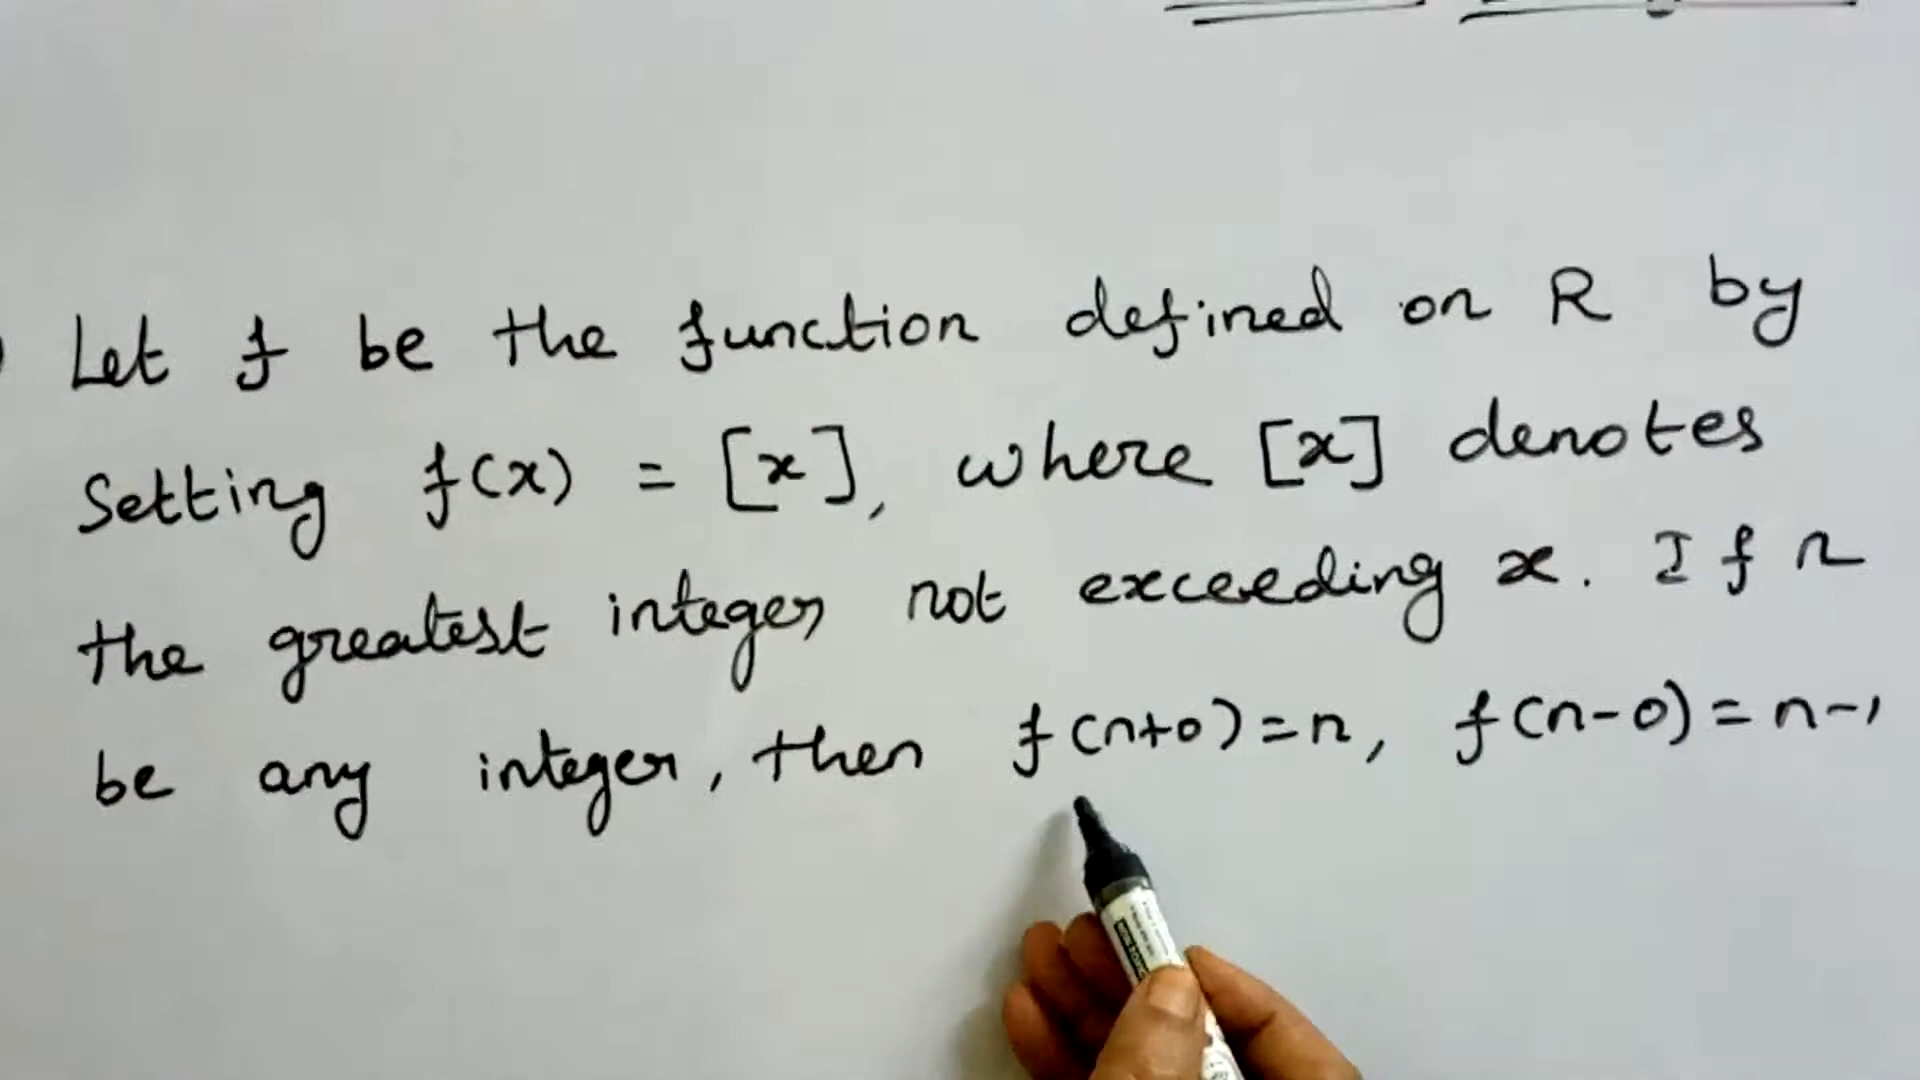 Let f be the function defined on R by
Setting f(x) = [x], where [x] denotes
the greatest integer not exceeding x. If n
be any integer, then f(n+0)=n, f(n-0)=n-1